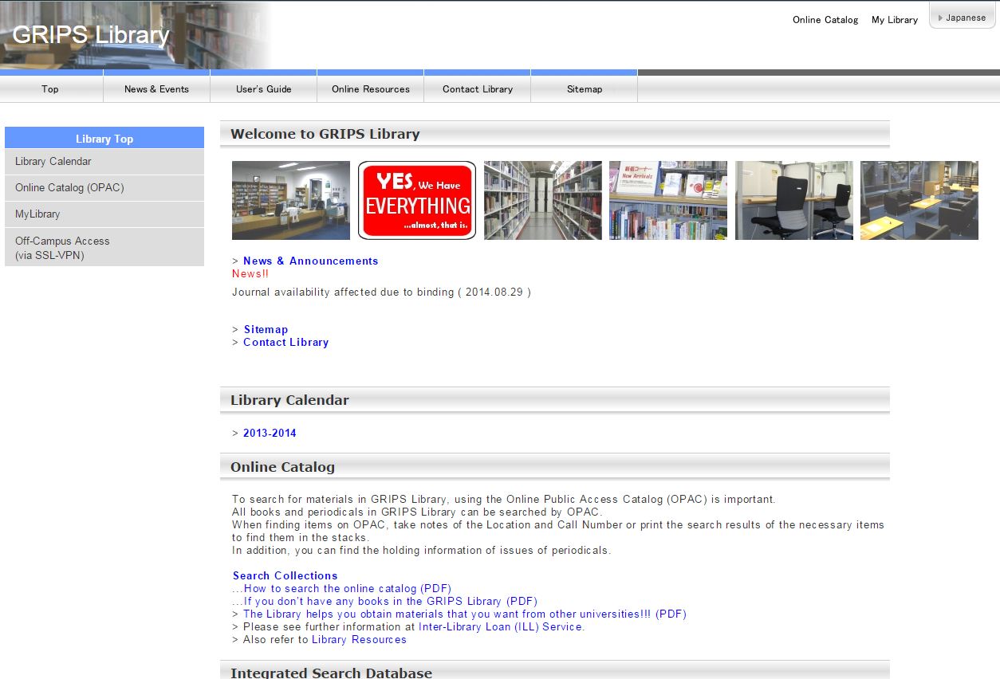 GRIPS Library
Online Catalog
My Library
Japanese
Top
News & Events
User's Guide
Online Resources
Contact Library
Sitemap
Library Top
Library Calendar
Online Catalog (OPAC)
MyLibrary
Off-Campus Access
(via SSL-VPN)
Welcome to GRIPS Library
YES, We Have
EVERYTHING
...almost, that is.
新着コーナー
New Arrivals
> News & Announcements
News!!
Journal availability affected due to binding ( 2014.08.29 )
> Sitemap
> Contact Library
Library Calendar
> 2013-2014
Online Catalog
To search for materials in GRIPS Library, using the Online Public Access Catalog (OPAC) is important.
All books and periodicals in GRIPS Library can be searched by OPAC.
When finding items on OPAC, take notes of the Location and Call Number or print the search results of the necessary items
to find them in the stacks.
In addition, you can find the holding information of issues of periodicals.
Search Collections
...How to search the online catalog (PDF)
...If you don't have any books in the GRIPS Library (PDF)
> The Library helps you obtain materials that you want from other universities!!! (PDF)
> Please see further information at Inter-Library Loan (ILL) Service.
> Also refer to Library Resources
Integrated Search Database